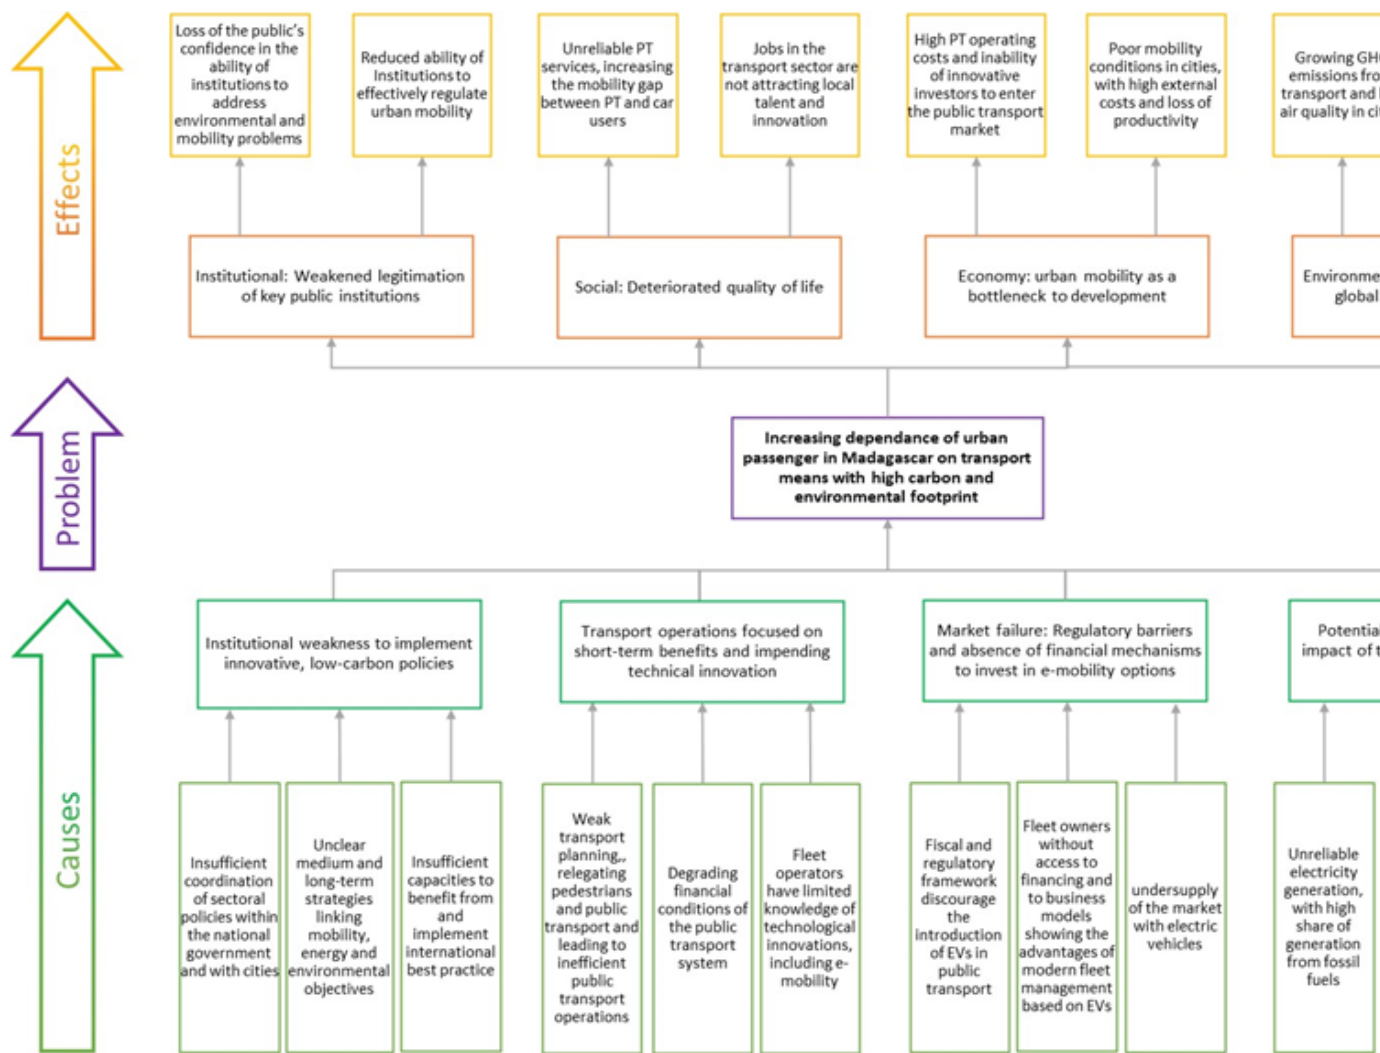 Effects
Loss of the public's
confidence in the
ability of
institutions to
address
environmental and
mobility problems
Reduced ability of
Institutions to
effectively regulate
urban mobility
Unreliable PT
services, increasing
the mobility gap
between PT and car
users
Jobs in the
transport sector are
not attracting local
talent and
innovation
High PT operating
costs and inability
of innovative
investors to enter
the public transport
market
Poor mobility
conditions in cities,
with high external
costs and loss of
productivity
Growing
emissions
transport and
air quality in
Institutional: Weakened legitimation
of key public institutions
Social: Deteriorated quality of life
Economy: urban mobility as a
bottleneck to development
global
Problem
Increasing dependance of urban
passenger in Madagascar on transport
means with high carbon and
environmental footprint
Causes
Institutional weakness to implement
innovative, low-carbon policies
Transport operations focused on
short-term benefits and impending
technical innovation
Market failure: Regulatory barriers
and absence of financial mechanisms
to invest in e-mobility options
Potential
impact of
Insufficient
coordination
of sectoral
policies within
the national
government
and with cities
Unclear
medium and
long-term
strategies
linking
mobility,
energy and
environmental
objectives
Insufficient
capacities to
benefit from
and
implement
international
best practice
Weak
transport
planning,,
relegating
pedestrians
and public
transport and
leading to
inefficient
public
transport
operations
Degrading
financial
conditions of
the public
transport
system
Fleet
operators
have limited
knowledge of
technological
innovations,
including e-
mobility
Fiscal and
regulatory
framework
discourage
the
introduction
of EVs in
public
transport
Fleet owners
without
access to
financing and
to business
models
showing the
advantages of
modern fleet
management
based on EVs
undersupply
of the market
with electric
vehicles
Unreliable
electricity
generation,
with high
share of
generation
from fossil
fuels